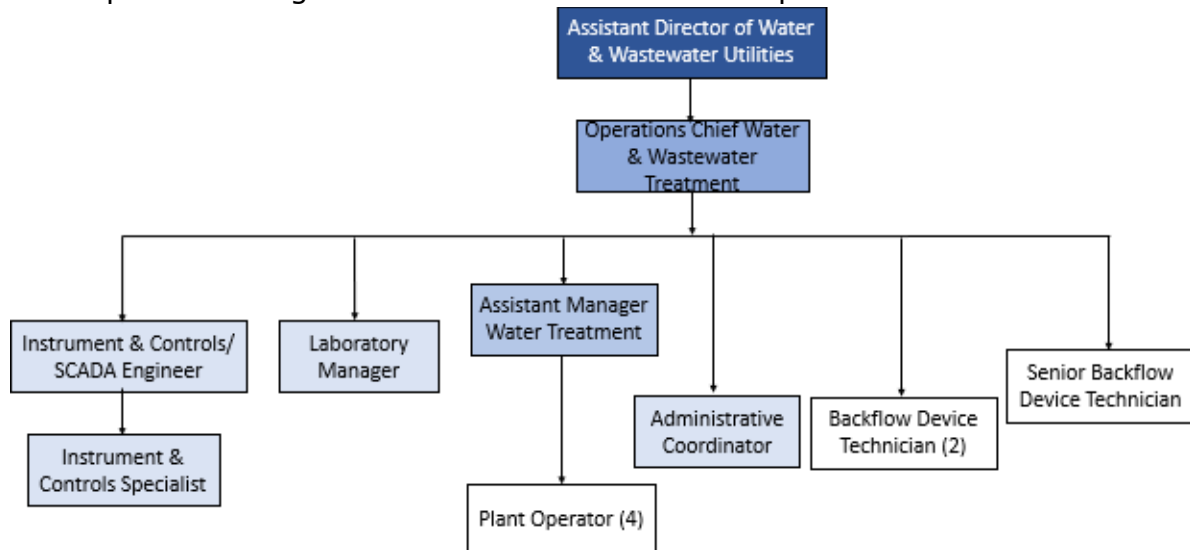 Assistant Director of Water
& Wastewater Utilities
Operations Chief Water
& Wastewater
Treatment
Assistant Manager
Water Treatment
Instrument & Controls/
SCADA Engineer
Laboratory
Manager
Senior Backflow
Device Technician
Administrative
Coordinator
Backflow Device
Technician (2)
Instrument &
Controls Specialist
Plant Operator (4)